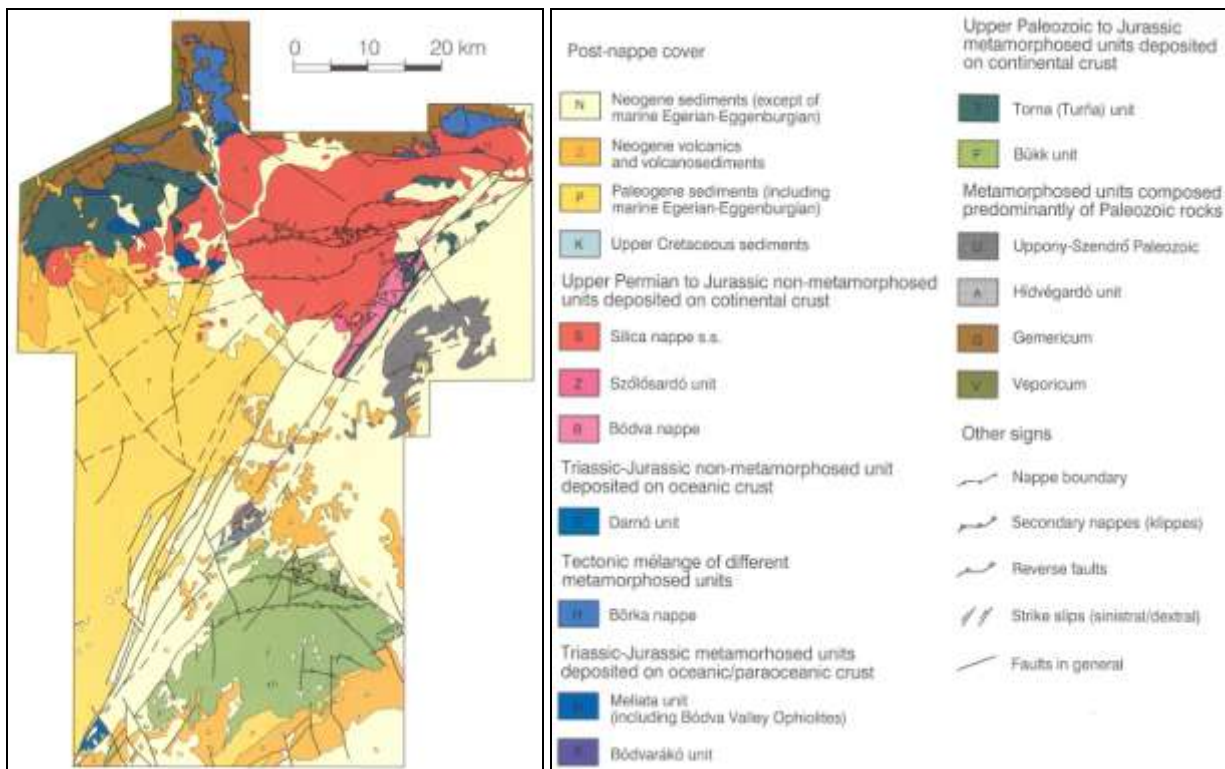 0 10 20 km
Post-nappe cover
N Neogene sediments (except of
marine Egerian-Eggenburgian)
Neogene volcanics
and volcanosediments
P Paleogene sediments (including
marine Egerian-Eggenburgian)
K Upper Cretaceous sediments
Upper Permian to Jurassic non-metamorphosed
units deposited on cotinental crust
S Silica nappe s.s.
Z Szőlősardó unit
B Bódva nappe
Triassic-Jurassic non-metamorphosed unit
deposited on oceanic crust
Darnó unit
Tectonic mélange of different
metamorphosed units
Bôrka nappe
Triassic-Jurassic metamorhosed units
deposited on oceanic/paraoceanic crust
Meliata unit
(including Bódva Valley Ophiolites)
Bódvarákó unit
Upper Paleozoic to Jurassic
metamorphosed units deposited
on continental crust
T Torna (Turňa) unit
F Bükk unit
Metamorphosed units composed
predominantly of Paleozoic rocks
U Uppony-Szendrő Paleozoic
A Hídvégardó unit
G Gemericum
V Veporicum
Other signs
Nappe boundary
Secondary nappes (klippes)
Reverse faults
Strike slips (sinistral/dextral)
Faults in general